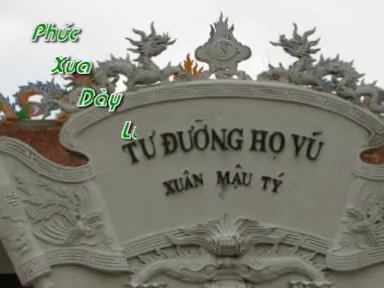 Phúc
Xưa
Dày
TỪ ĐƯỜNG HỌ VŨ
XUÂN MẬU TÝ